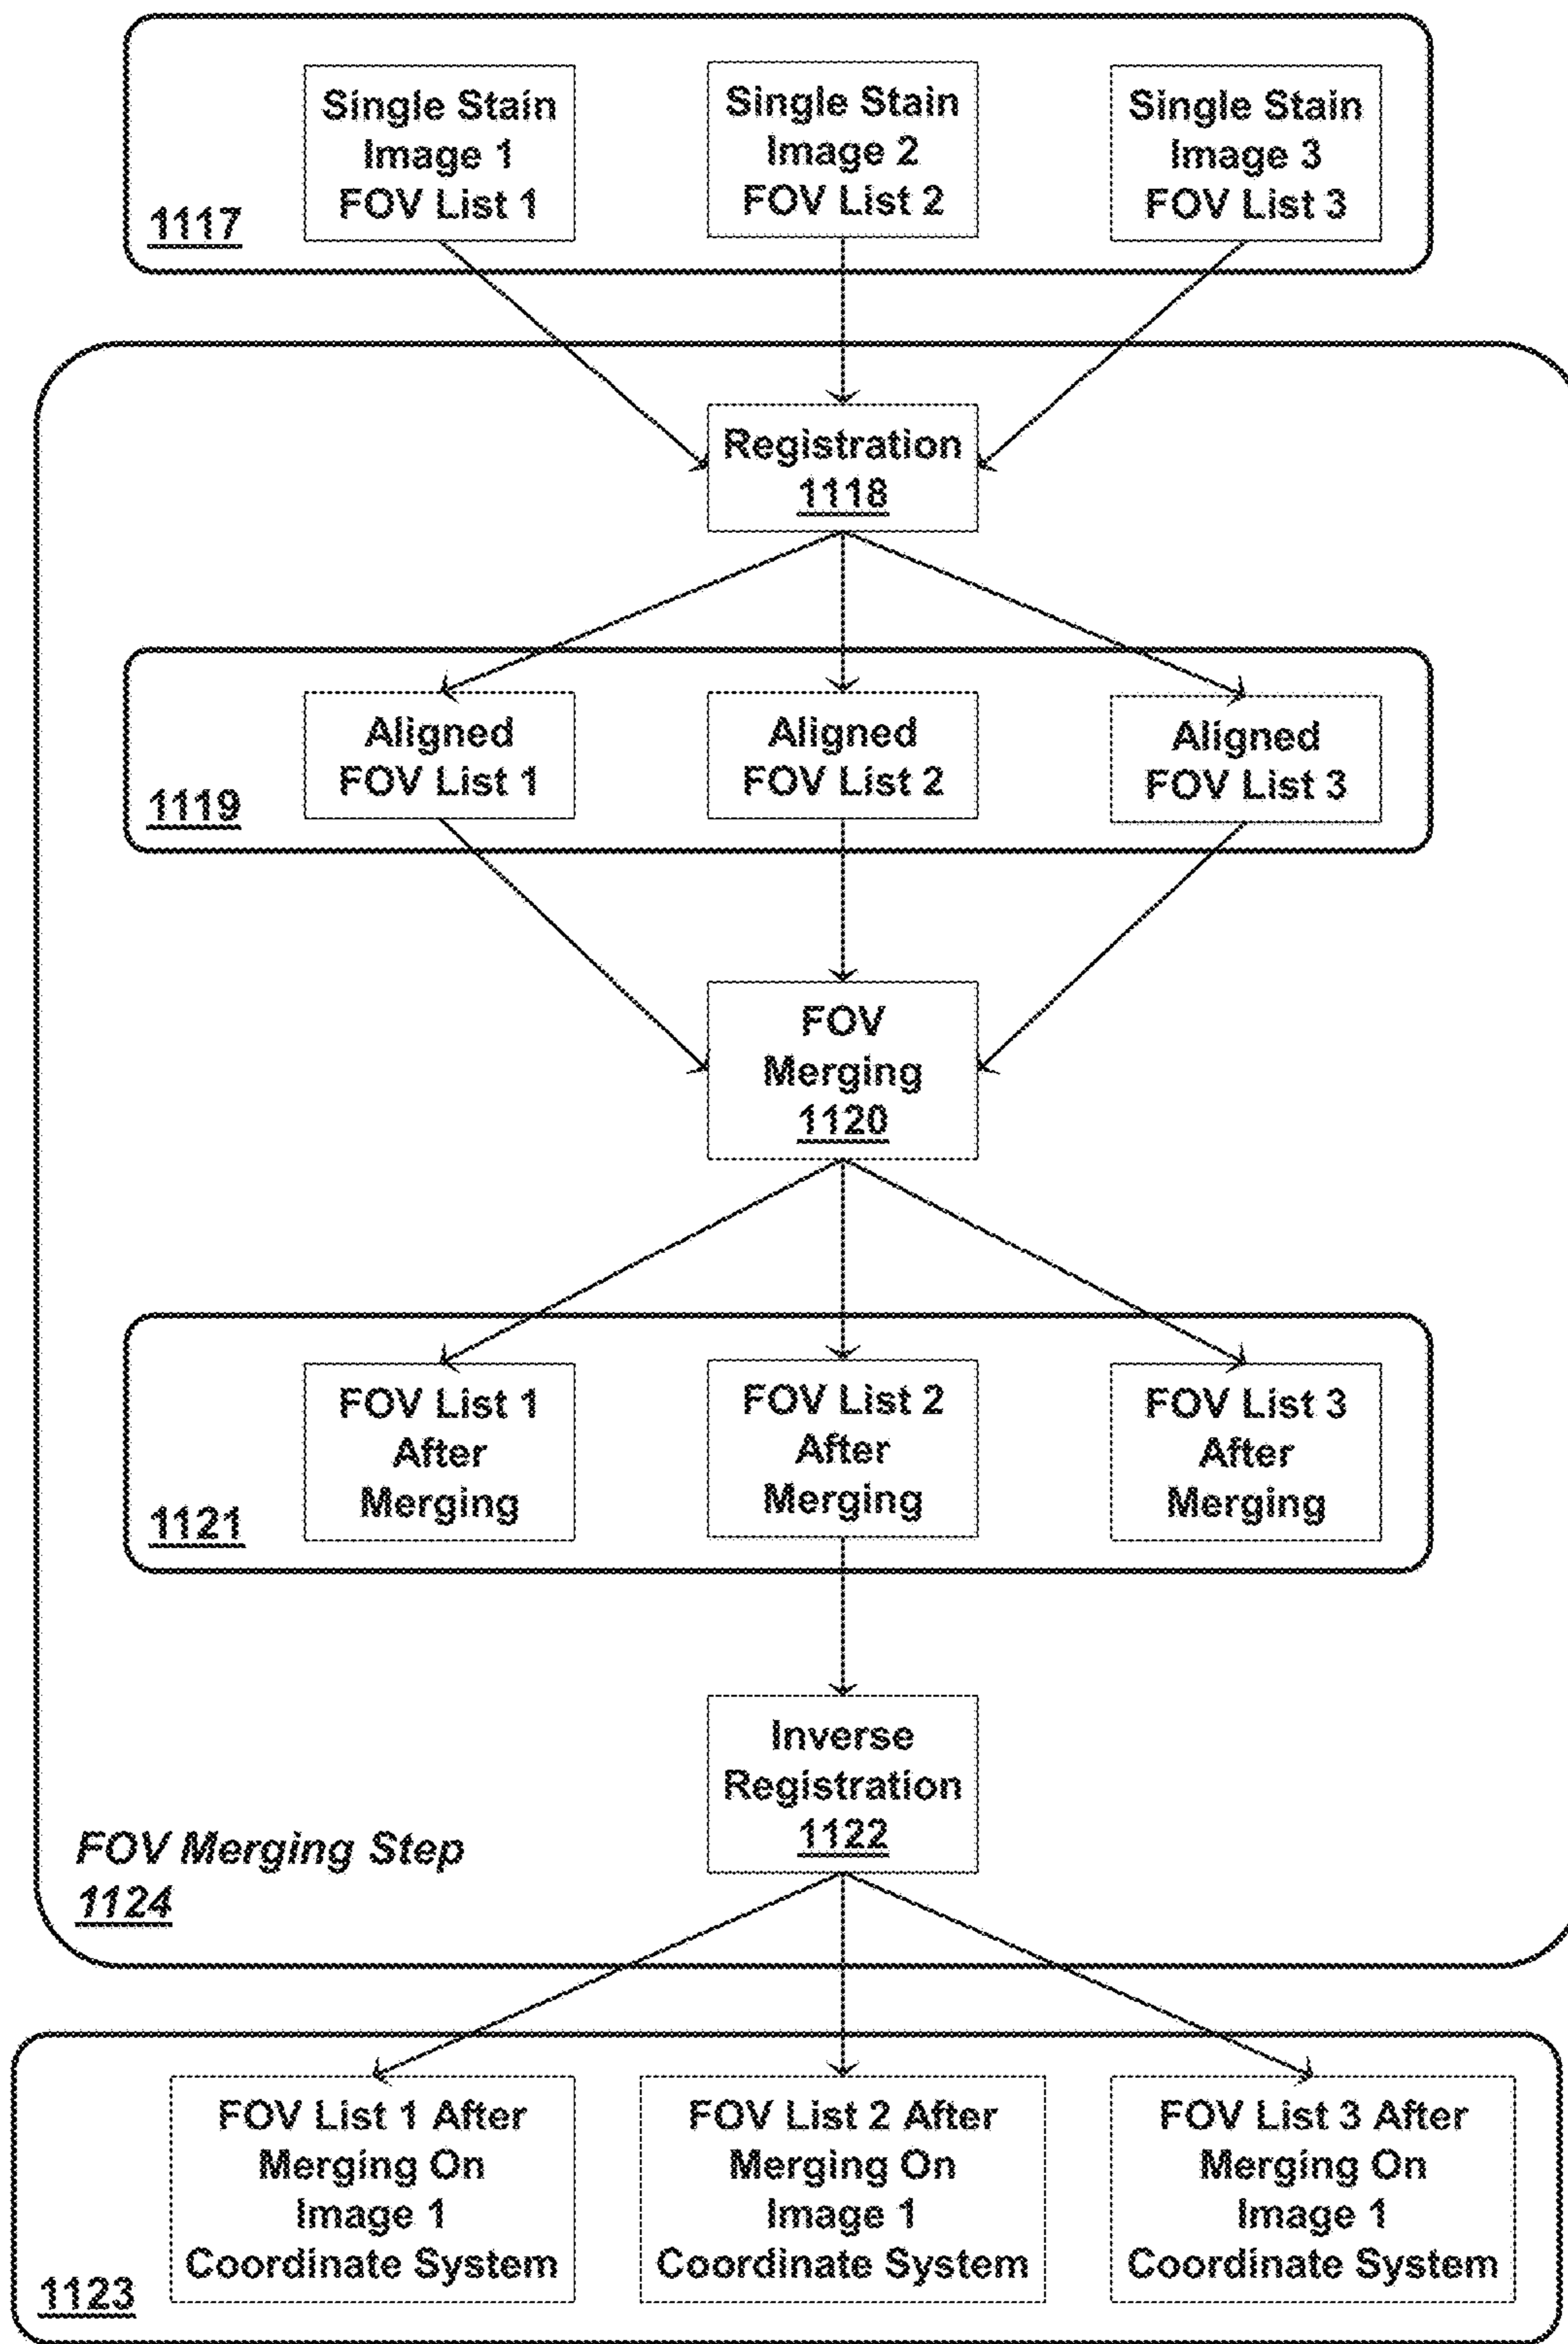 Single Stain
Image 1
FOV List 1
Single Stain
Image 2
FOV List 2
Single Stain
Image 3
FOV List 3
1117
Registration
1118
Aligned
FOV List 1
Aligned
FOV List 2
Aligned
FOV List 3
1119
FOV
Merging
1120
FOV List 1
After
Merging
FOV List 2
After
Merging
FOV List 3
After
Merging
1121
Inverse
Registration
1122
FOV Merging Step
1124
FOV List 1 After
Merging On
Image 1
Coordinate System
FOV List 2 After
Merging On
Image 1
Coordinate System
FOV List 3 After
Merging On
Image 1
Coordinate System
1123